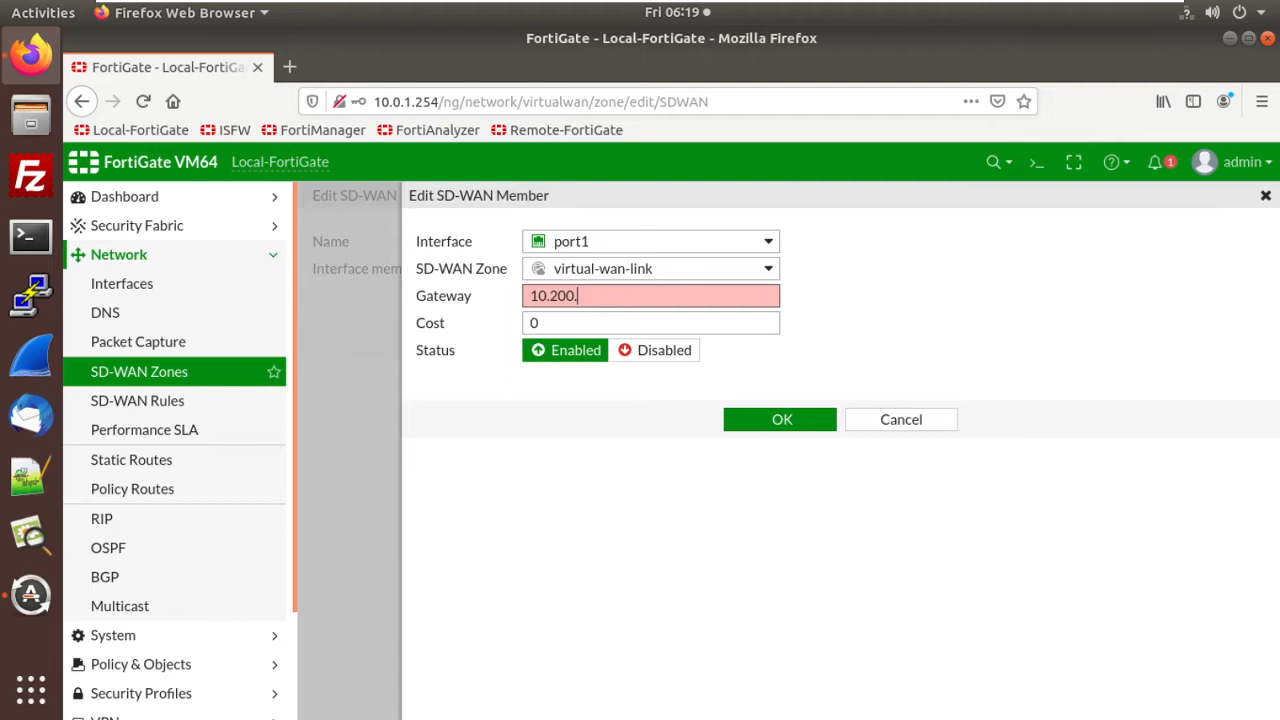 Activities Firefox Web Browser Fri 06:19
FortiGate - Local-FortiGate - Mozilla Firefox
FortiGate - Local-FortiGa
10.0.1.254/ng/network/virtualwan/zone/edit/SDWAN
Local-FortiGate ISFW FortiManager FortiAnalyzer Remote-FortiGate
FortiGate VM64 Local-FortiGate 1 admin
Dashboard
Security Fabric
Network
Interfaces
DNS
Packet Capture
SD-WAN Zones
SD-WAN Rules
Performance SLA
Static Routes
Policy Routes
RIP
OSPF
BGP
Multicast
System
Policy & Objects
Security Profiles
VPN
Edit SD-WAN
Name
Interface mem
Edit SD-WAN Member
Interface port1
SD-WAN Zone virtual-wan-link
Gateway 10.200.
Cost 0
Status Enabled Disabled
OK Cancel